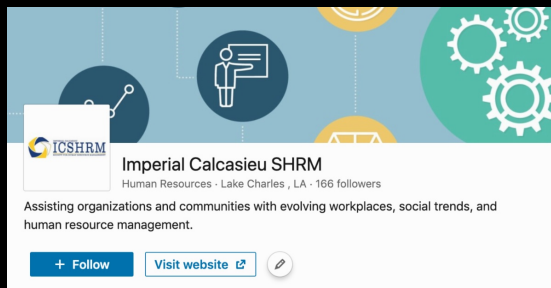 ICSHRM
Imperial Calcasieu SHRM
Human Resources · Lake Charles , LA · 166 followers
Assisting organizations and communities with evolving workplaces, social trends, and
human resource management.
+ Follow
Visit website